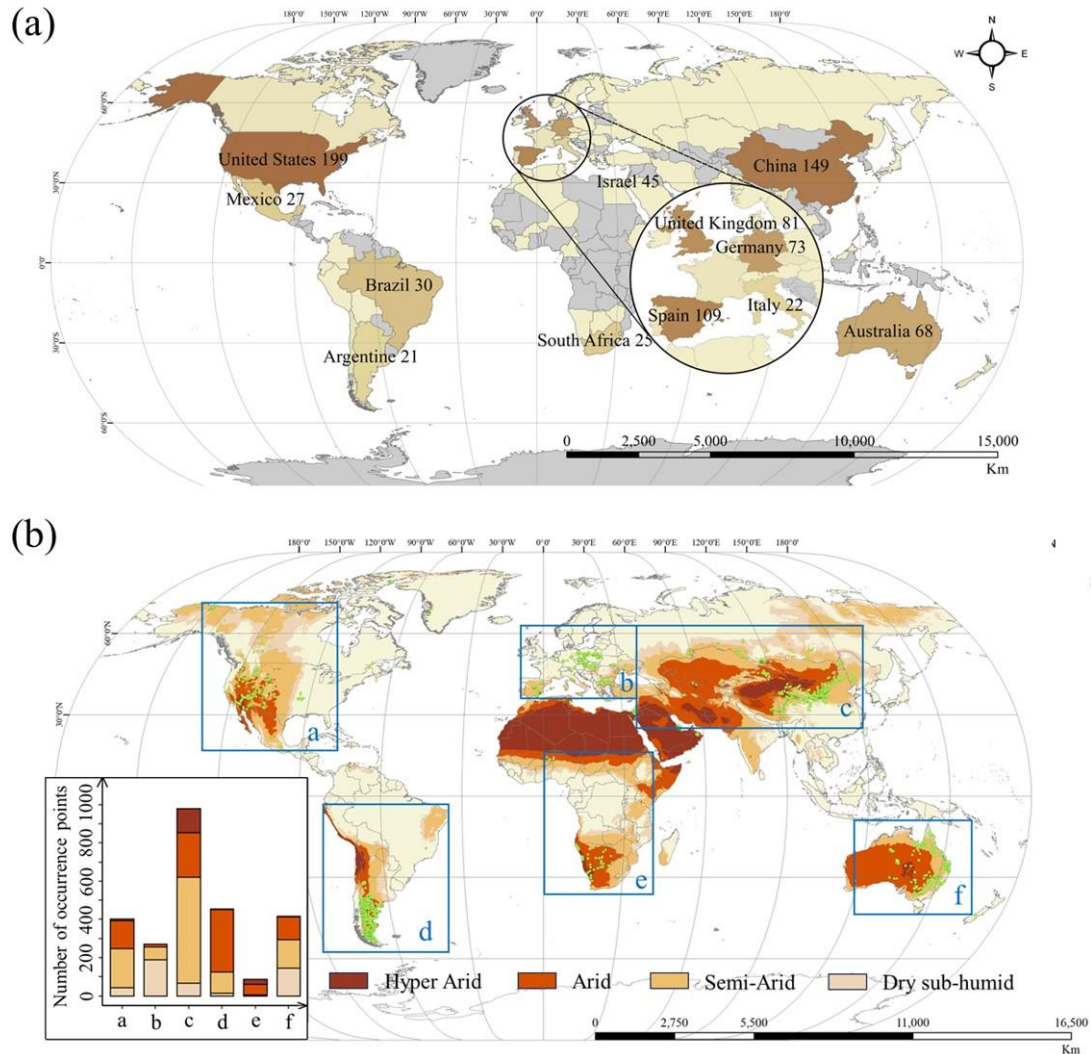 (a)
180°0' 150°0'W 120°0'W 90°0'W 60°0'W 30°0'W 0°0' 30°0'E 60°0'E 90°0'E 120°0'E 150°0'E 180°0'
N
W E
S
60°0'N
30°0'N
0°0'
30°0'S
60°0'S
United States 199
China 149
Mexico 27
Israel 45
United Kingdom 81
Germany 73
Brazil 30
Italy 22
Spain 109
Australia 68
South Africa 25
Argentine 21
0 2,500 5,000 10,000 15,000
Km
(b)
180°0' 150°0'W 120°0'W 90°0'W 60°0'W 30°0'W 0°0' 30°0'E 60°0'E 90°0'E 120°0'E 150°0'E 180°0'
N
60°0'N
30°0'N
a
b
c
d
e
f
Number of occurrence points
1000
800
600
400
200
0
a b c d e f
Hyper Arid Arid Semi-Arid Dry sub-humid
0 2,750 5,500 11,000 16,500
Km